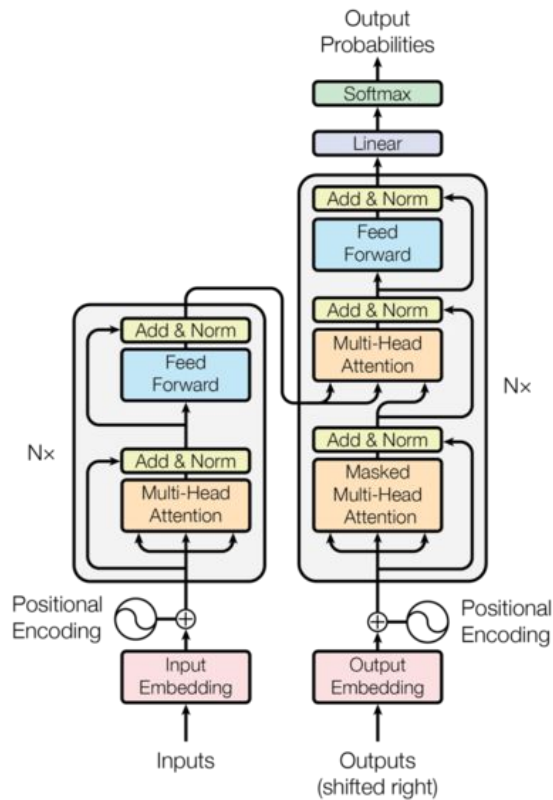 Output
Probabilities
Softmax
Linear
Add & Norm
Feed
Forward
Add & Norm
Multi-Head
Attention
Add & Norm
Masked
Multi-Head
Attention
N×
Add & Norm
Feed
Forward
Add & Norm
Multi-Head
Attention
N×
Positional
Encoding
Positional
Encoding
Input
Embedding
Output
Embedding
Inputs
Outputs
(shifted right)